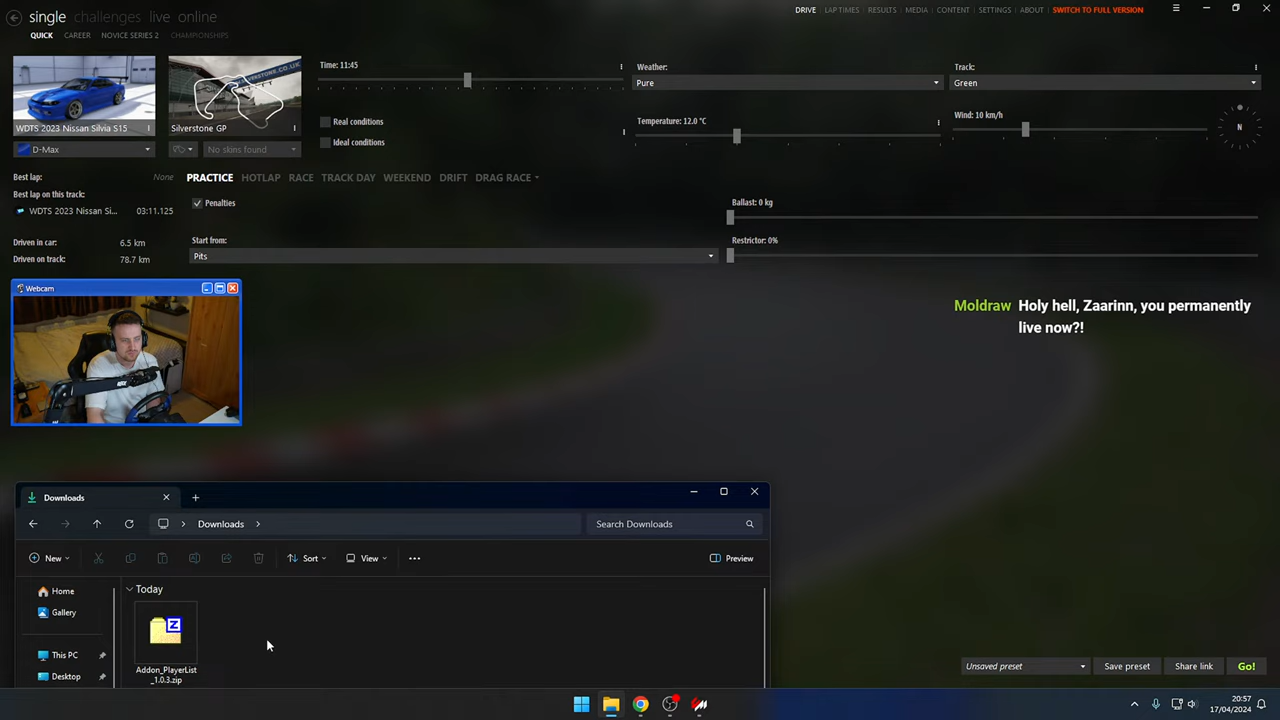 single challenges live online
DRIVE LAP TIMES RESULTS MEDIA CONTENT SETTINGS ABOUT SWITCH TO FULL VERSION
QUICK CAREER NOVICE SERIES 2 CHAMPIONSHIPS
Time: 11:45
Weather:
Track:
Pure
Green
WDTS 2023 Nissan Silvia S15
Silverstone GP
Real conditions
Temperature: 12.0 °C
Wind: 10 km/h
N
Ideal conditions
D-Max
No skins found
Best lap:
None
PRACTICE HOTLAP RACE TRACK DAY WEEKEND DRIFT DRAG RACE
Best lap on this track:
WDTS 2023 Nissan Si...
03:11.125
Penalties
Ballast: 0 kg
Driven in car:
6.5 km
Start from:
Restrictor: 0%
Driven on track:
78.7 km
Pits
Webcam
Moldraw Holy hell, Zaarinn, you permanently
live now?!
Downloads
Downloads
Search Downloads
New
Sort
View
Preview
Home
Gallery
This PC
Desktop
Today
Z
Addon_PlayerList
_1.0.3.zip
Unsaved preset
Save preset
Share link
Go!
20:57
17/04/2024